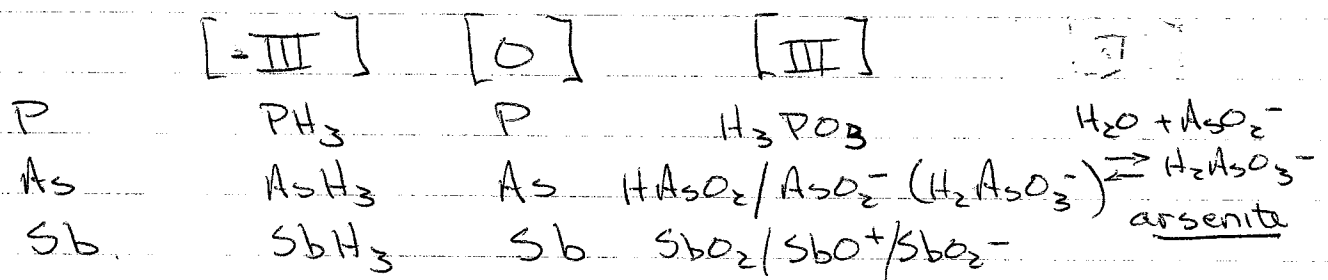 [-III] [0] [III]
P PH₃ P H₃PO₃ H₂O + AsO₂⁻
As AsH₃ As HAsO₂/AsO₂⁻ (H₂AsO₃⁻) ⇌ H₂AsO₃⁻
arsenite
Sb. SbH₃ Sb SbO₂/SbO⁺/SbO₂⁻